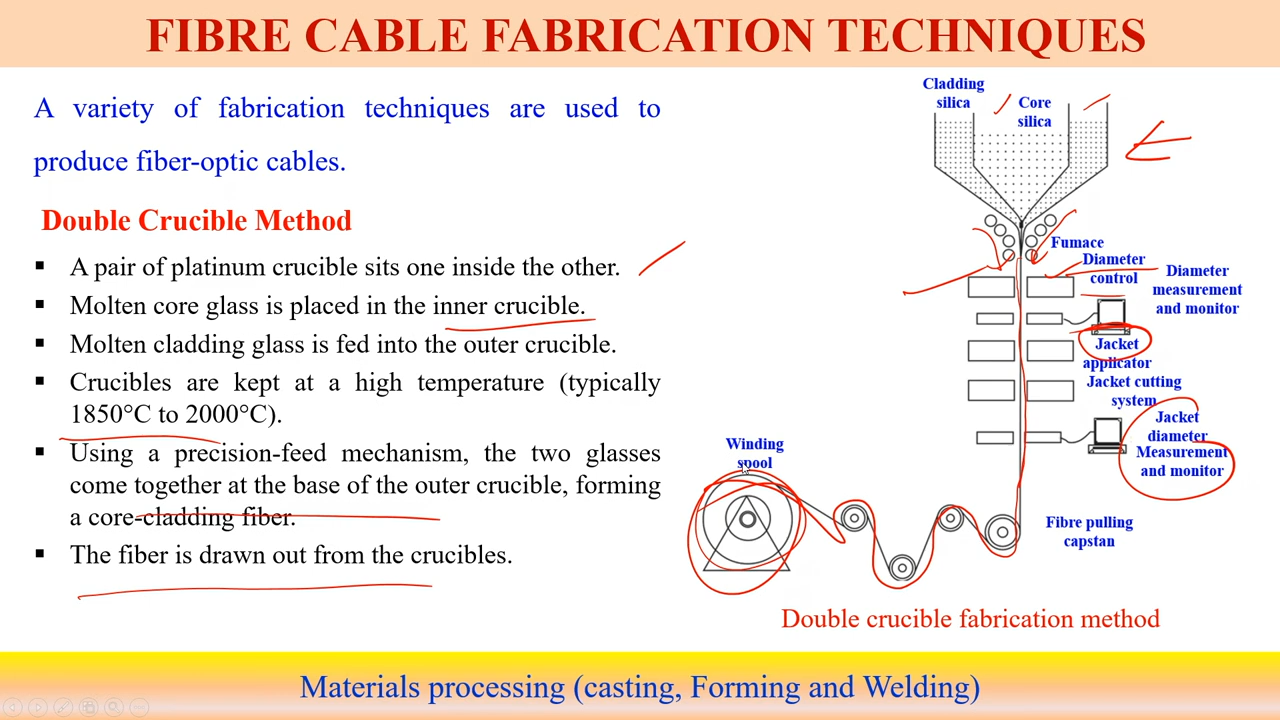 FIBRE CABLE FABRICATION TECHNIQUES
A variety of fabrication techniques are used to
produce fiber-optic cables.
Double Crucible Method
▪ A pair of platinum crucible sits one inside the other.
▪ Molten core glass is placed in the inner crucible.
▪ Molten cladding glass is fed into the outer crucible.
▪ Crucibles are kept at a high temperature (typically
1850°C to 2000°C).
▪ Using a precision-feed mechanism, the two glasses
come together at the base of the outer crucible, forming
a core-cladding fiber.
▪ The fiber is drawn out from the crucibles.
Cladding
silica
Core
silica
Fumace
Diameter
control
Diameter
measurement
and monitor
Jacket
applicator
Jacket cutting
system
Jacket
diameter
Measurement
and monitor
Winding
spool
Fibre pulling
capstan
Double crucible fabrication method
Materials processing (casting, Forming and Welding)